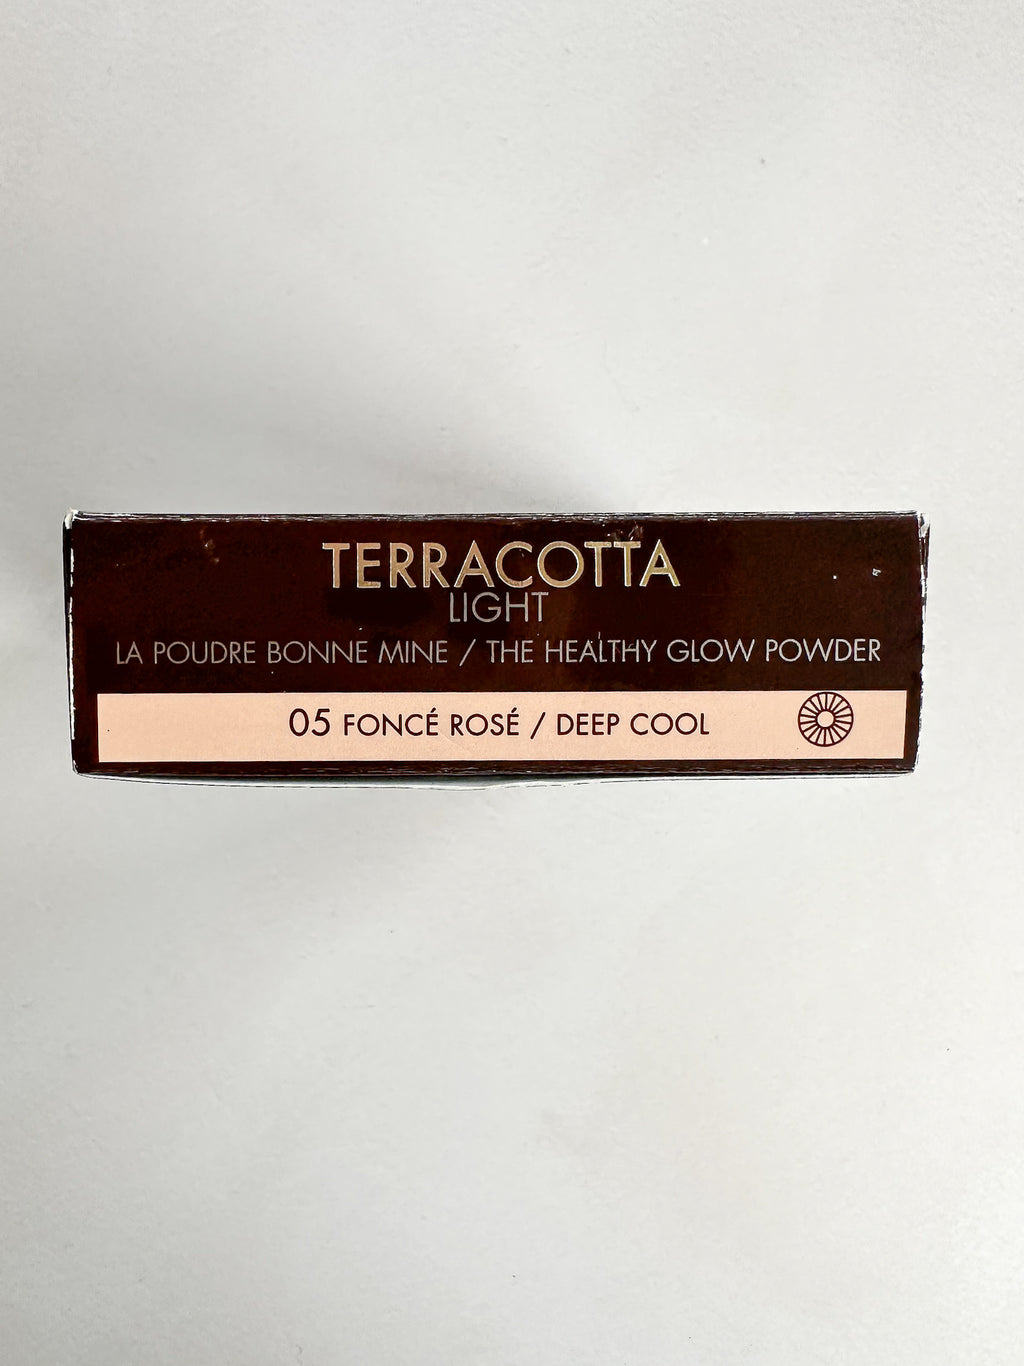 TERRACOTTA
LIGHT
LA POUDRE BONNE MINE / THE HEALTHY GLOW POWDER
05 FONCÉ ROSÉ / DEEP COOL